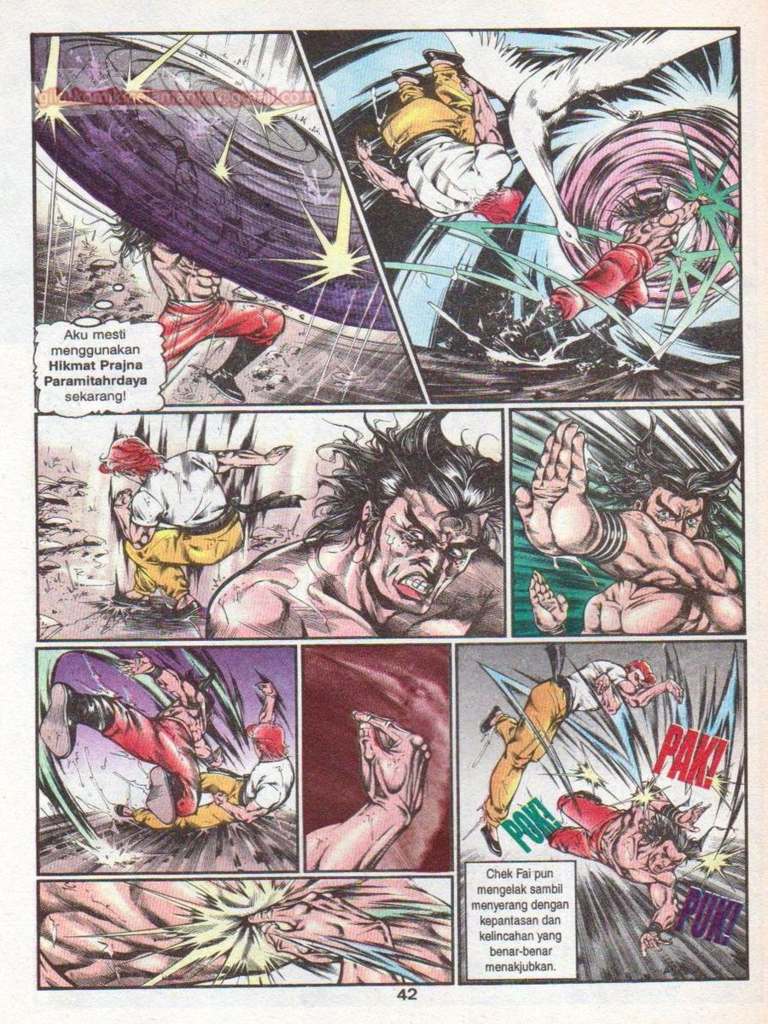 Aku mesti
menggunakan
Hikmat Prajna
Paramitahrdaya
sekarang!
PAK!
POK!
PUK!
Chek Fai pun
mengelak sambil
menyerang dengan
kepantasan dan
kelincahan yang
benar-benar
menakjubkan.
42